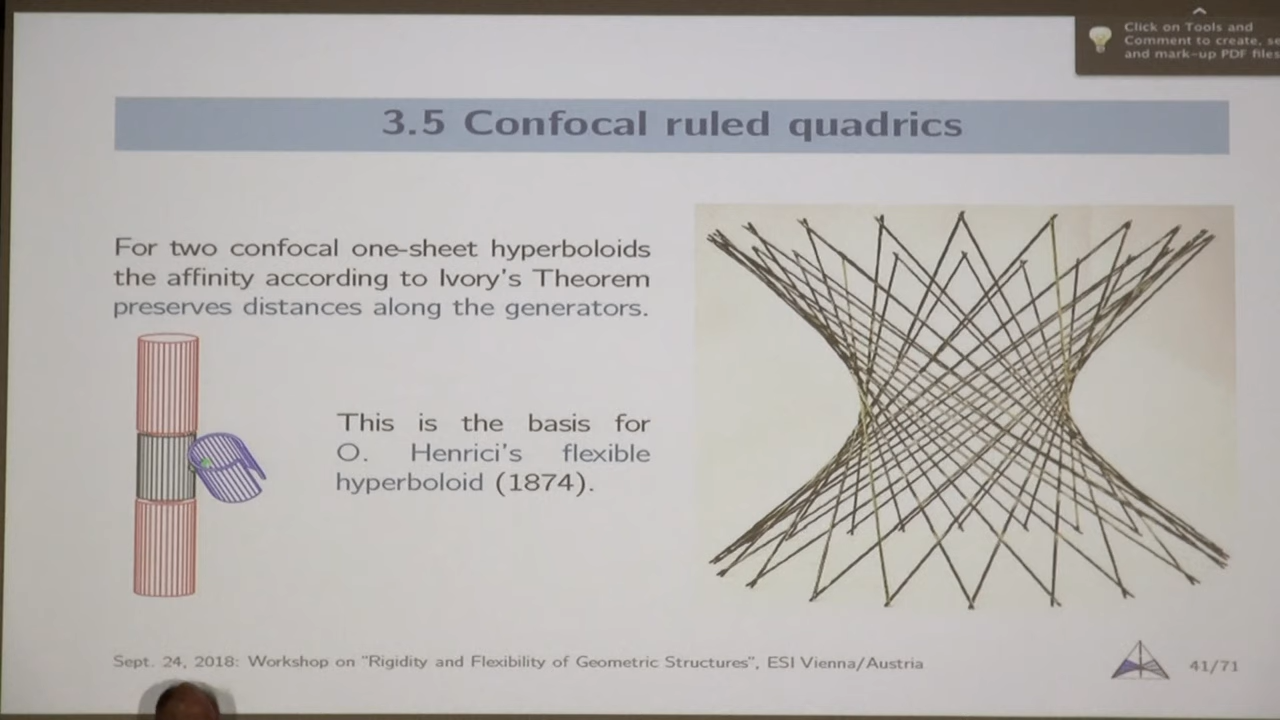 Click on Tools and
Comment to create, se
and mark-up PDF files
3.5 Confocal ruled quadrics
For two confocal one-sheet hyperboloids
the affinity according to Ivory's Theorem
preserves distances along the generators.
This is the basis for
O. Henrici's flexible
hyperboloid (1874).
Sept. 24, 2018: Workshop on "Rigidity and Flexibility of Geometric Structures", ESI Vienna/Austria
41/71